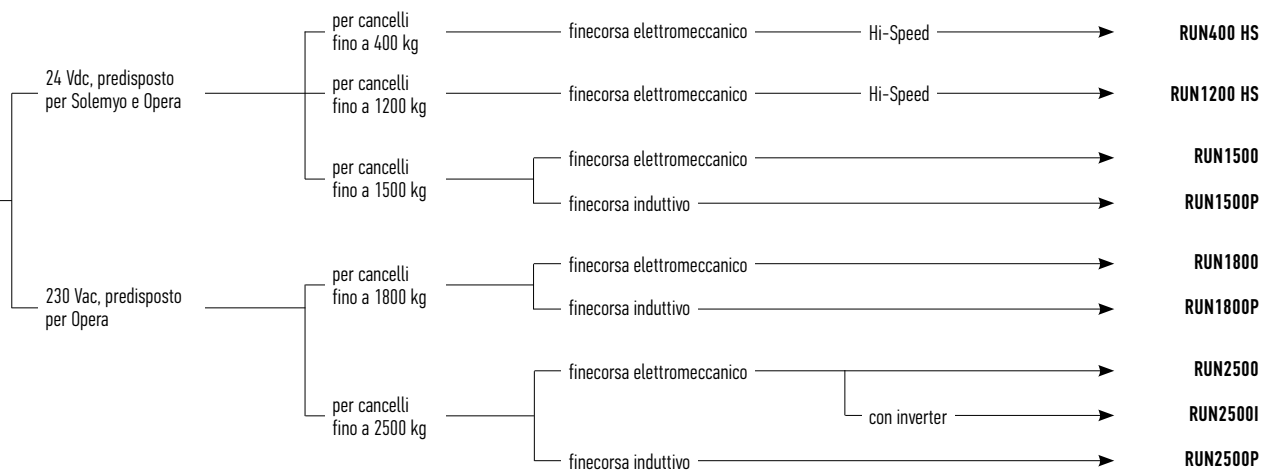 per cancelli
fino a 400 kg
finecorsa elettromeccanico
Hi-Speed
RUN400 HS
24 Vdc, predisposto
per Solemyo e Opera
per cancelli
fino a 1200 kg
finecorsa elettromeccanico
Hi-Speed
RUN1200 HS
per cancelli
fino a 1500 kg
finecorsa elettromeccanico
RUN1500
finecorsa induttivo
RUN1500P
230 Vac, predisposto
per Opera
per cancelli
fino a 1800 kg
finecorsa elettromeccanico
RUN1800
finecorsa induttivo
RUN1800P
per cancelli
fino a 2500 kg
finecorsa elettromeccanico
RUN2500
con inverter
RUN2500I
finecorsa induttivo
RUN2500P